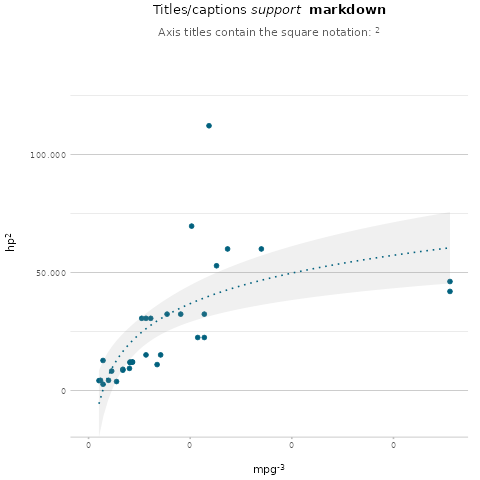 Titles/captions support markdown
Axis titles contain the square notation: ²
100.000
hp²
50.000
0
0 0 0 0
mpg⁻³